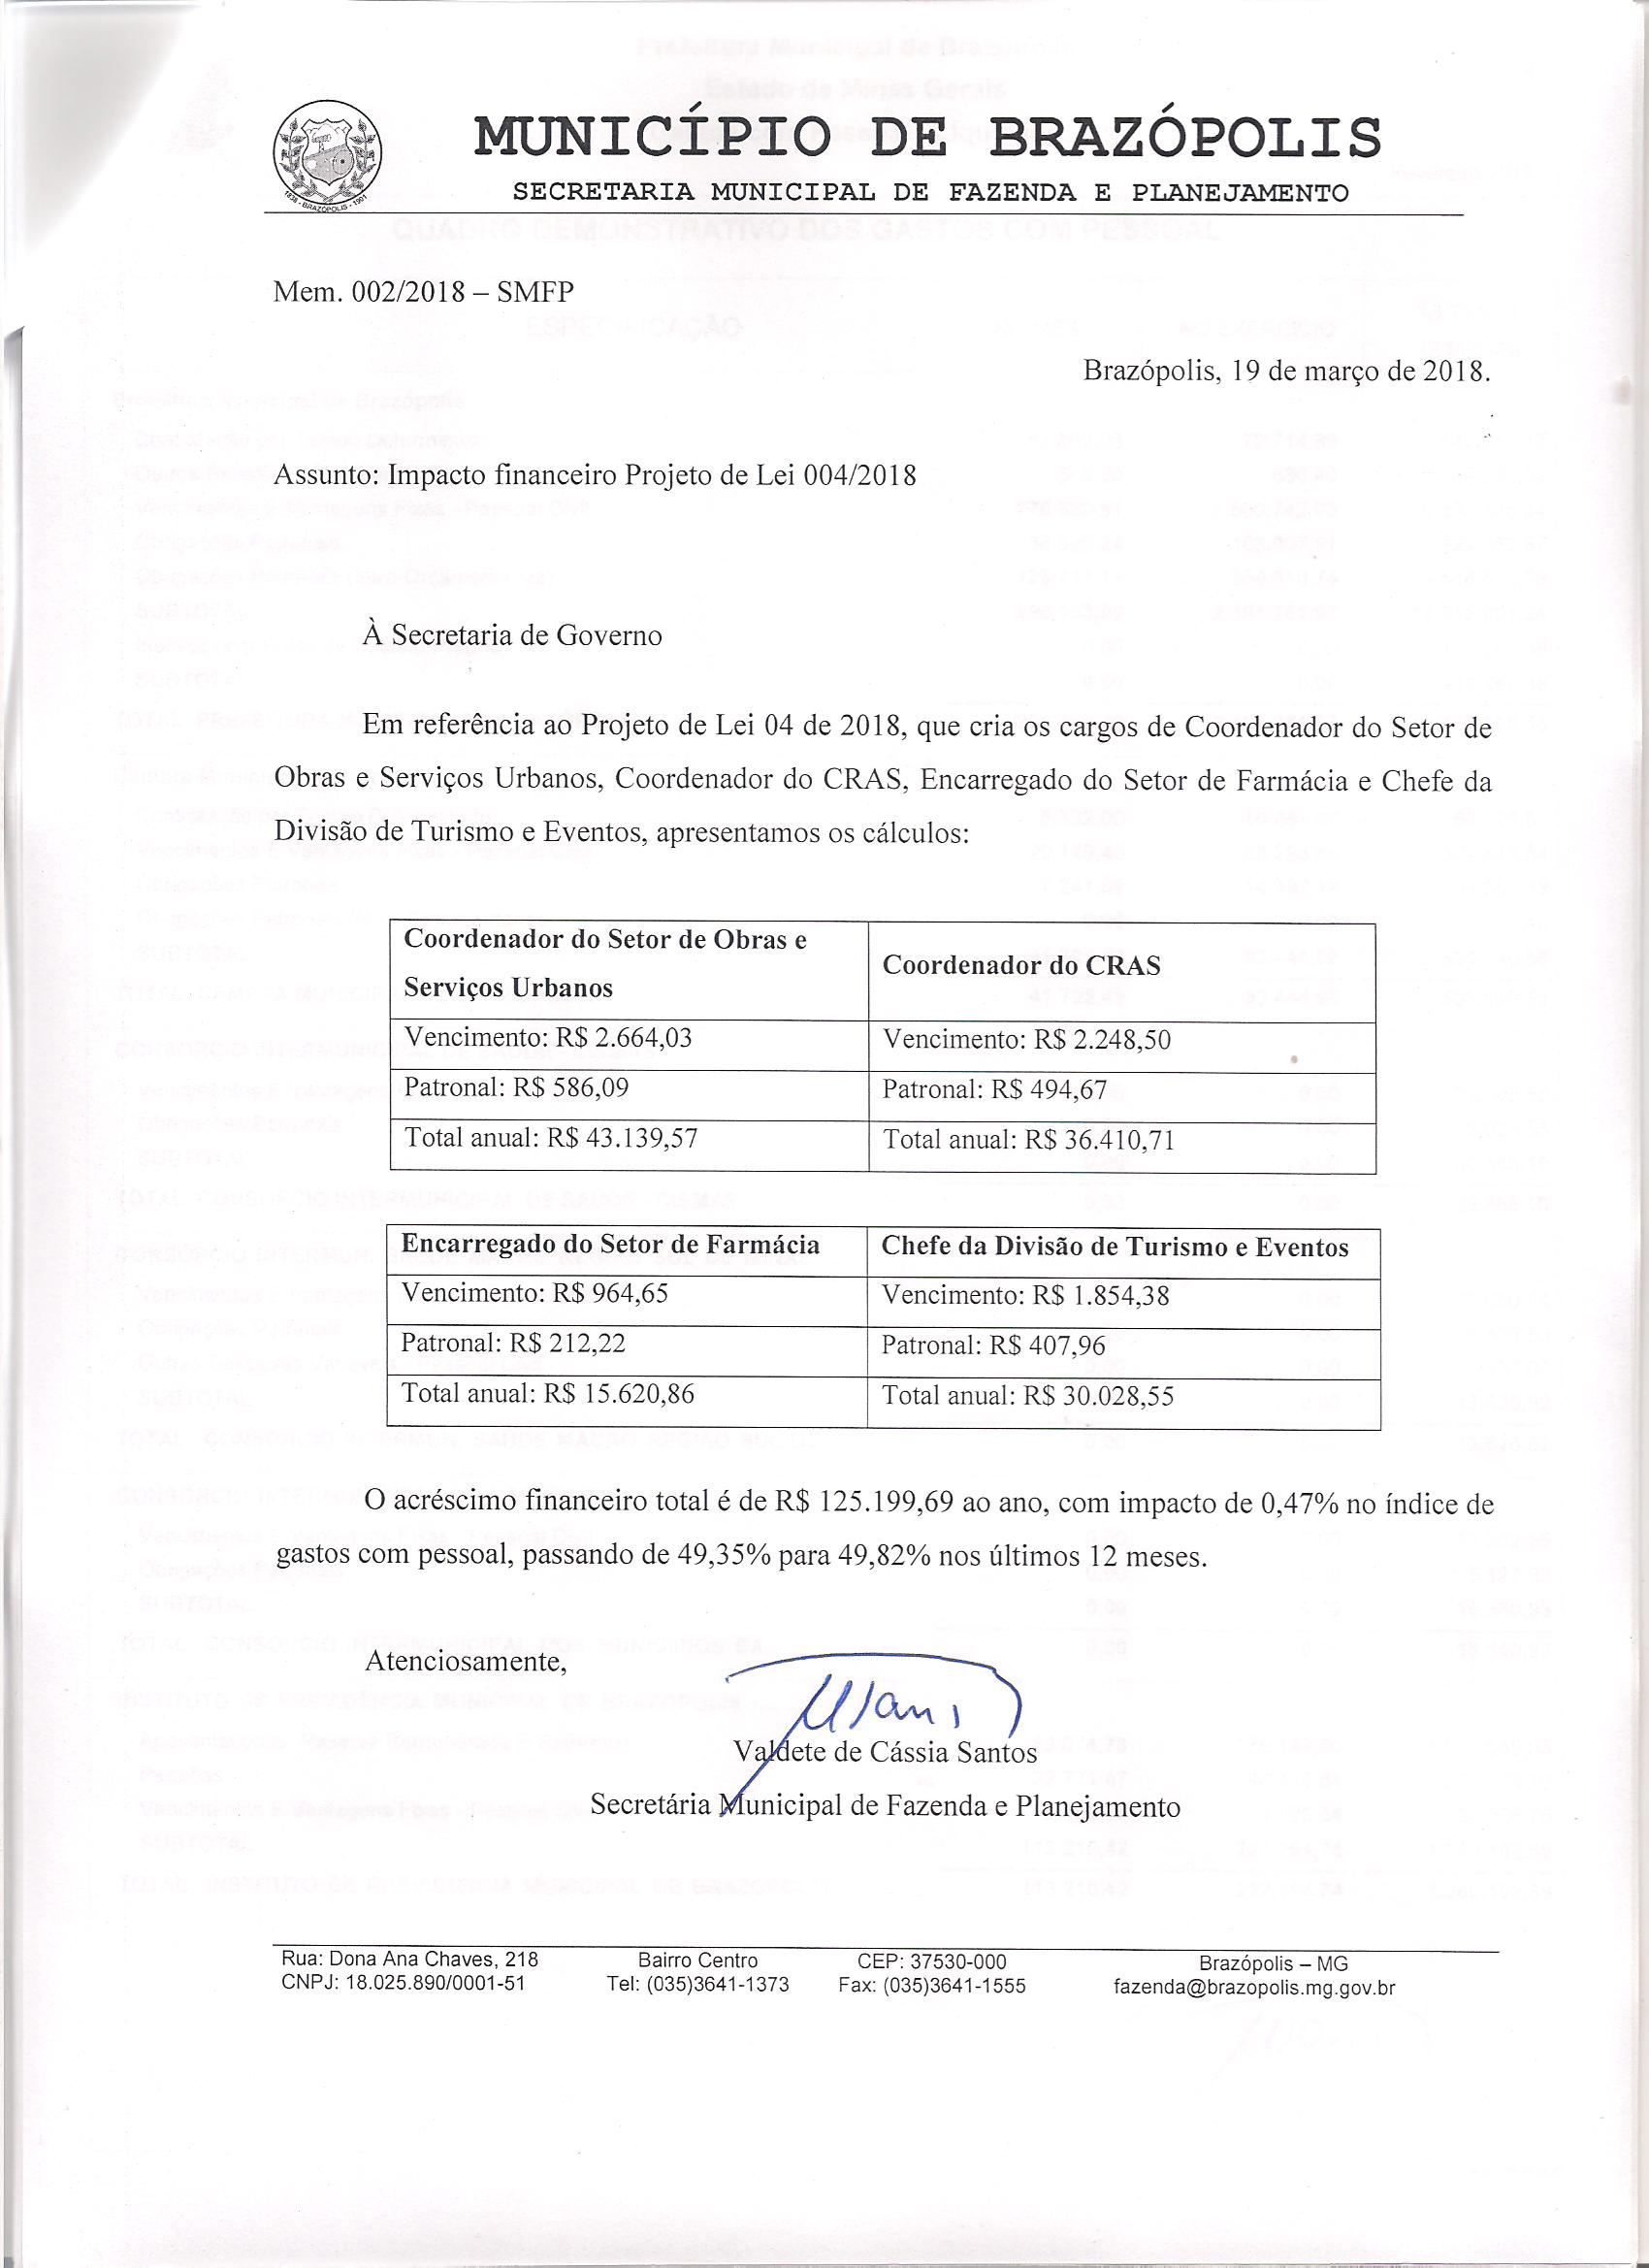 MUNICÍPIO DE BRAZÓPOLIS
SECRETARIA MUNICIPAL DE FAZENDA E PLANEJAMENTO
1838 - BRAZÓPOLIS - 1901
Mem. 002/2018 – SMFP
Brazópolis, 19 de março de 2018.
Assunto: Impacto financeiro Projeto de Lei 004/2018
À Secretaria de Governo
Em referência ao Projeto de Lei 04 de 2018, que cria os cargos de Coordenador do Setor de
Obras e Serviços Urbanos, Coordenador do CRAS, Encarregado do Setor de Farmácia e Chefe da
Divisão de Turismo e Eventos, apresentamos os cálculos:
Coordenador do Setor de Obras e
Serviços Urbanos
Coordenador do CRAS
Vencimento: R$ 2.664,03
Vencimento: R$ 2.248,50
Patronal: R$ 586,09
Patronal: R$ 494,67
Total anual: R$ 43.139,57
Total anual: R$ 36.410,71
Encarregado do Setor de Farmácia
Chefe da Divisão de Turismo e Eventos
Vencimento: R$ 964,65
Vencimento: R$ 1.854,38
Patronal: R$ 212,22
Patronal: R$ 407,96
Total anual: R$ 15.620,86
Total anual: R$ 30.028,55
O acréscimo financeiro total é de R$ 125.199,69 ao ano, com impacto de 0,47% no índice de
gastos com pessoal, passando de 49,35% para 49,82% nos últimos 12 meses.
Atenciosamente,
Valdete de Cássia Santos
Secretária Municipal de Fazenda e Planejamento
Rua: Dona Ana Chaves, 218 Bairro Centro CEP: 37530-000 Brazópolis – MG
CNPJ: 18.025.890/0001-51 Tel: (035)3641-1373 Fax: (035)3641-1555 fazenda@brazopolis.mg.gov.br